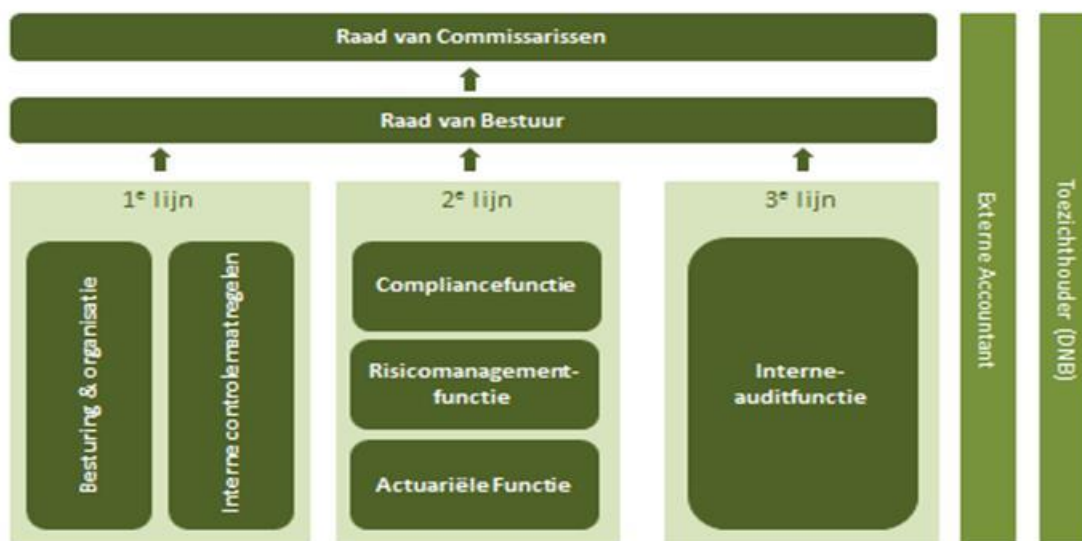 Raad van Commissarissen
Raad van Bestuur
1e lijn
Besturing & organisatie
Interne controlemaatregelen
2e lijn
Compliancefunctie
Risicomanagement-
functie
Actuariële Functie
3e lijn
Interne-
auditfunctie
Externe Accountant
Toezichthouder (DNB)